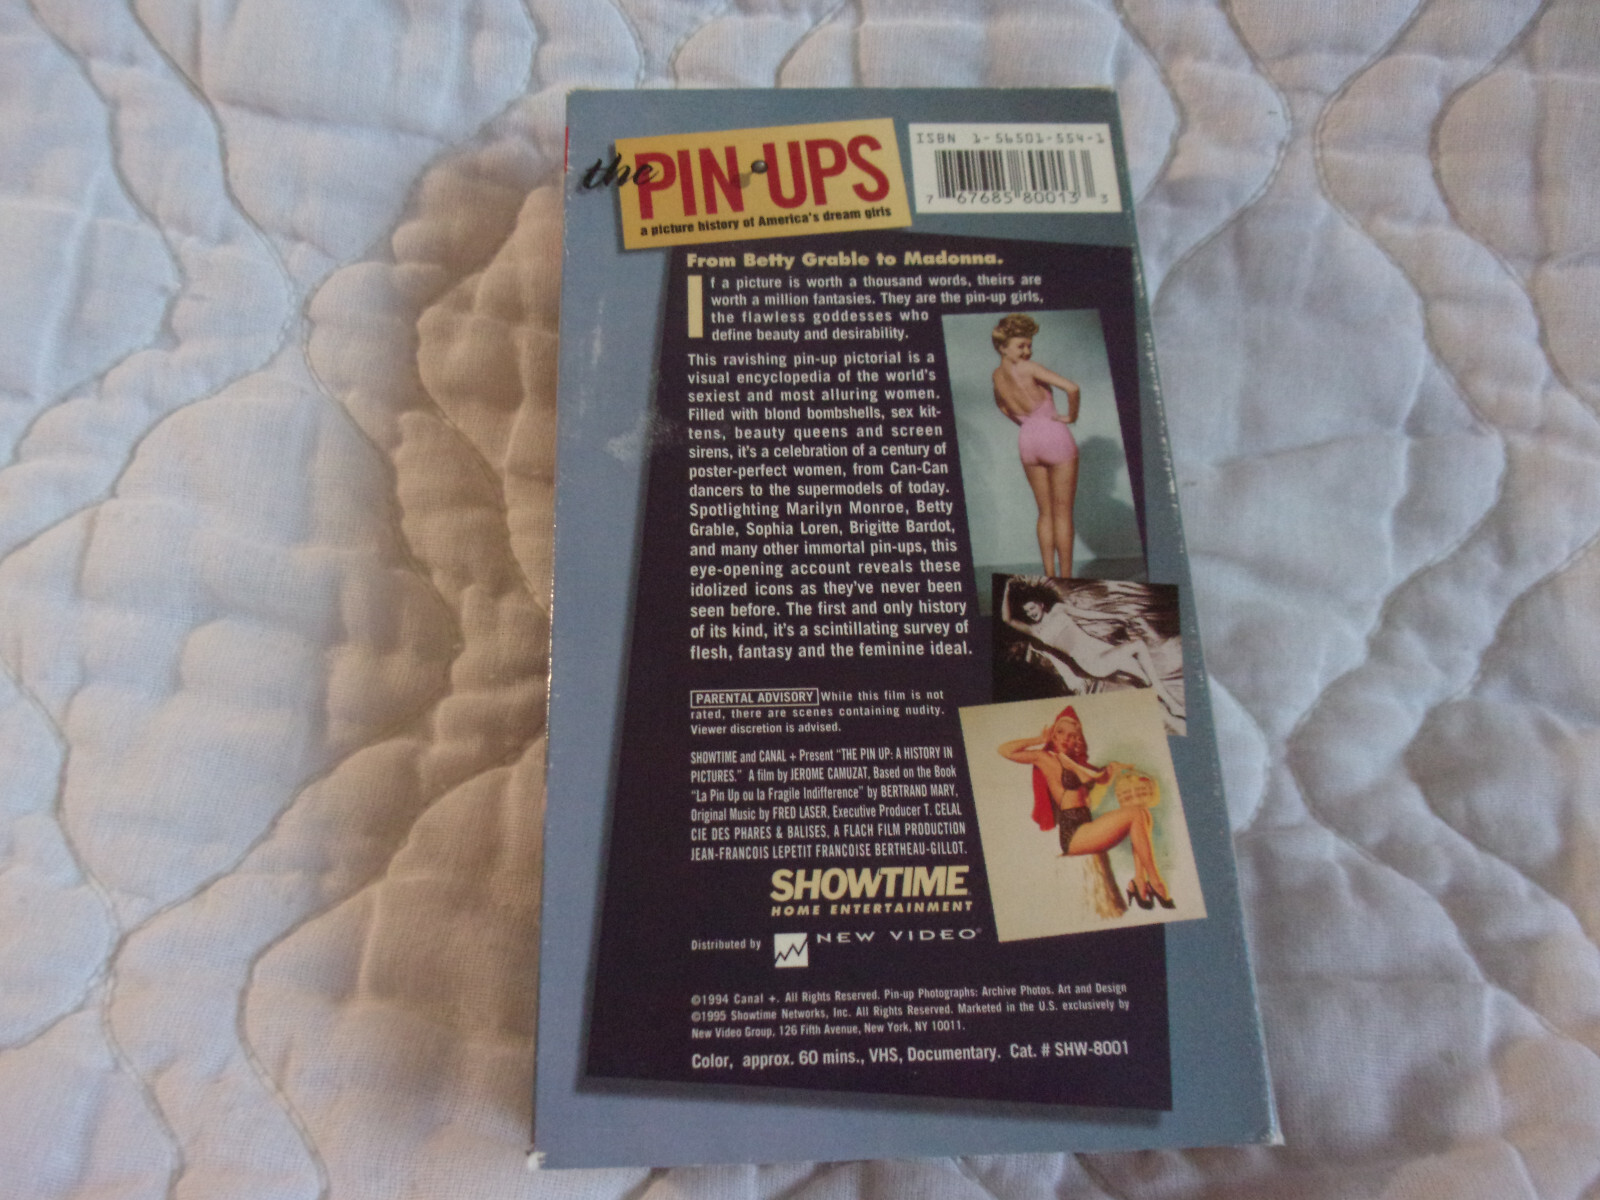 the PIN-UPS
a picture history of America's dream girls
ISBN 1-56501-554-1
7 67685 80013 3
From Betty Grable to Madonna.
If a picture is worth a thousand words, theirs are
worth a million fantasies. They are the pin-up girls,
the flawless goddesses who
define beauty and desirability.
This ravishing pin-up pictorial is a
visual encyclopedia of the world's
sexiest and most alluring women.
Filled with blond bombshells, sex kit-
tens, beauty queens and screen
sirens, it's a celebration of a century of
poster-perfect women, from Can-Can
dancers to the supermodels of today.
Spotlighting Marilyn Monroe, Betty
Grable, Sophia Loren, Brigitte Bardot,
and many other immortal pin-ups, this
eye-opening account reveals these
idolized icons as they've never been
seen before. The first and only history
of its kind, it's a scintillating survey of
flesh, fantasy and the feminine ideal.
PARENTAL ADVISORY While this film is not
rated, there are scenes containing nudity.
Viewer discretion is advised.
SHOWTIME and CANAL + Present "THE PIN UP: A HISTORY IN
PICTURES." A film by JEROME CAMUZAT, Based on the Book
"La Pin Up ou la Fragile Indifference" by BERTRAND MARY,
Original Music by FRED LASER, Executive Producer T. CELAL
CIE DES PHARES & BALISES, A FLACH FILM PRODUCTION
JEAN-FRANCOIS LEPETIT FRANCOISE BERTHEAU-GILLOT.
SHOWTIME
HOME ENTERTAINMENT
Distributed by NEW VIDEO®
©1994 Canal +. All Rights Reserved. Pin-up Photographs: Archive Photos. Art and Design
©1995 Showtime Networks, Inc. All Rights Reserved. Marketed in the U.S. exclusively by
New Video Group, 126 Fifth Avenue, New York, NY 10011.
Color, approx. 60 mins., VHS, Documentary. Cat. # SHW-8001